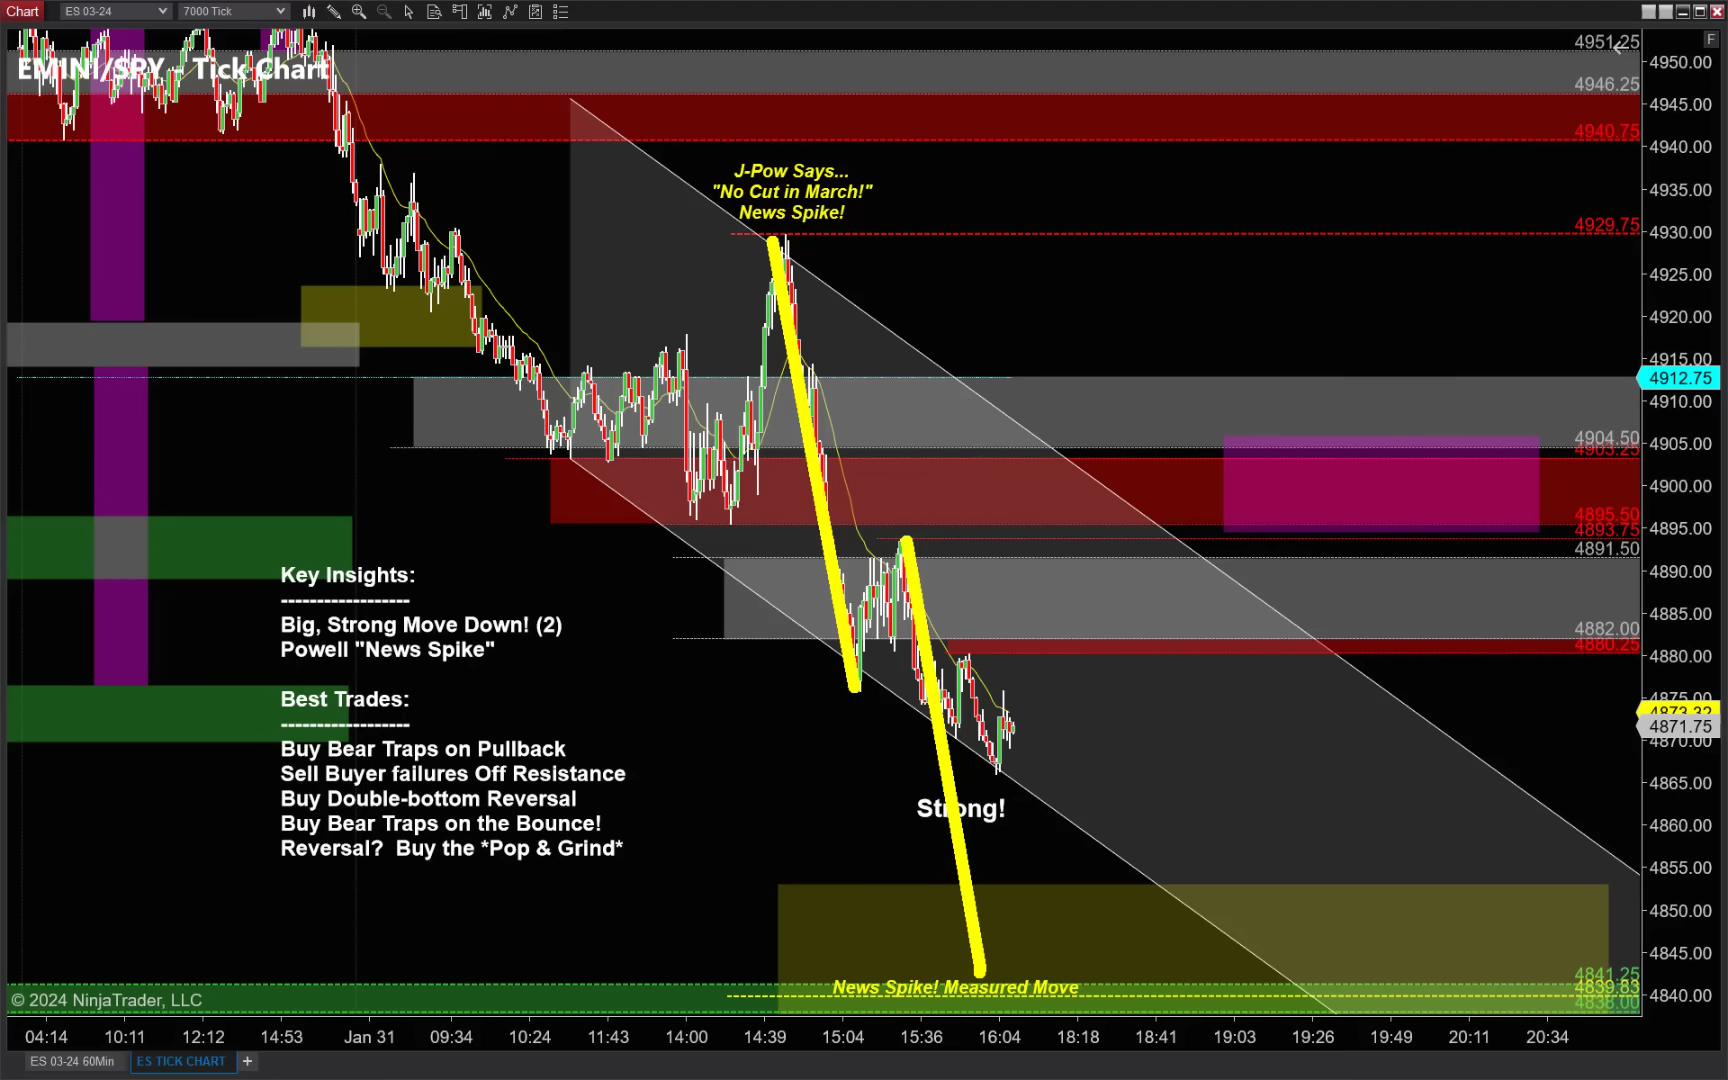 Chart
ES 03-24
7000 Tick
F
EMINI/SPY - Tick Chart
4951.25
4950.00
4946.25
4945.00
4940.75
4940.00
J-Pow Says...
"No Cut in March!"
News Spike!
4935.00
4929.75
4930.00
4925.00
4920.00
4915.00
4912.75
4910.00
4904.50
4905.00
4903.25
4900.00
4895.50
4893.75
4895.00
4891.50
4890.00
4885.00
4882.00
4880.25
4880.00
4875.00
4873.32
4871.75
4870.00
4865.00
4860.00
4855.00
4850.00
4845.00
4841.25
4839.83
4838.00
4840.00
Key Insights:
------------------
Big, Strong Move Down! (2)
Powell "News Spike"
Best Trades:
------------------
Buy Bear Traps on Pullback
Sell Buyer failures Off Resistance
Buy Double-bottom Reversal
Buy Bear Traps on the Bounce!
Reversal?  Buy the *Pop & Grind*
Strong!
News Spike! Measured Move
© 2024 NinjaTrader, LLC
04:14 10:11 12:12 14:53 Jan 31 09:34 10:24 11:43 14:00 14:39 15:04 15:36 16:04 18:18 18:41 19:03 19:26 19:49 20:11 20:34
ES 03-24 60Min
ES TICK CHART
+